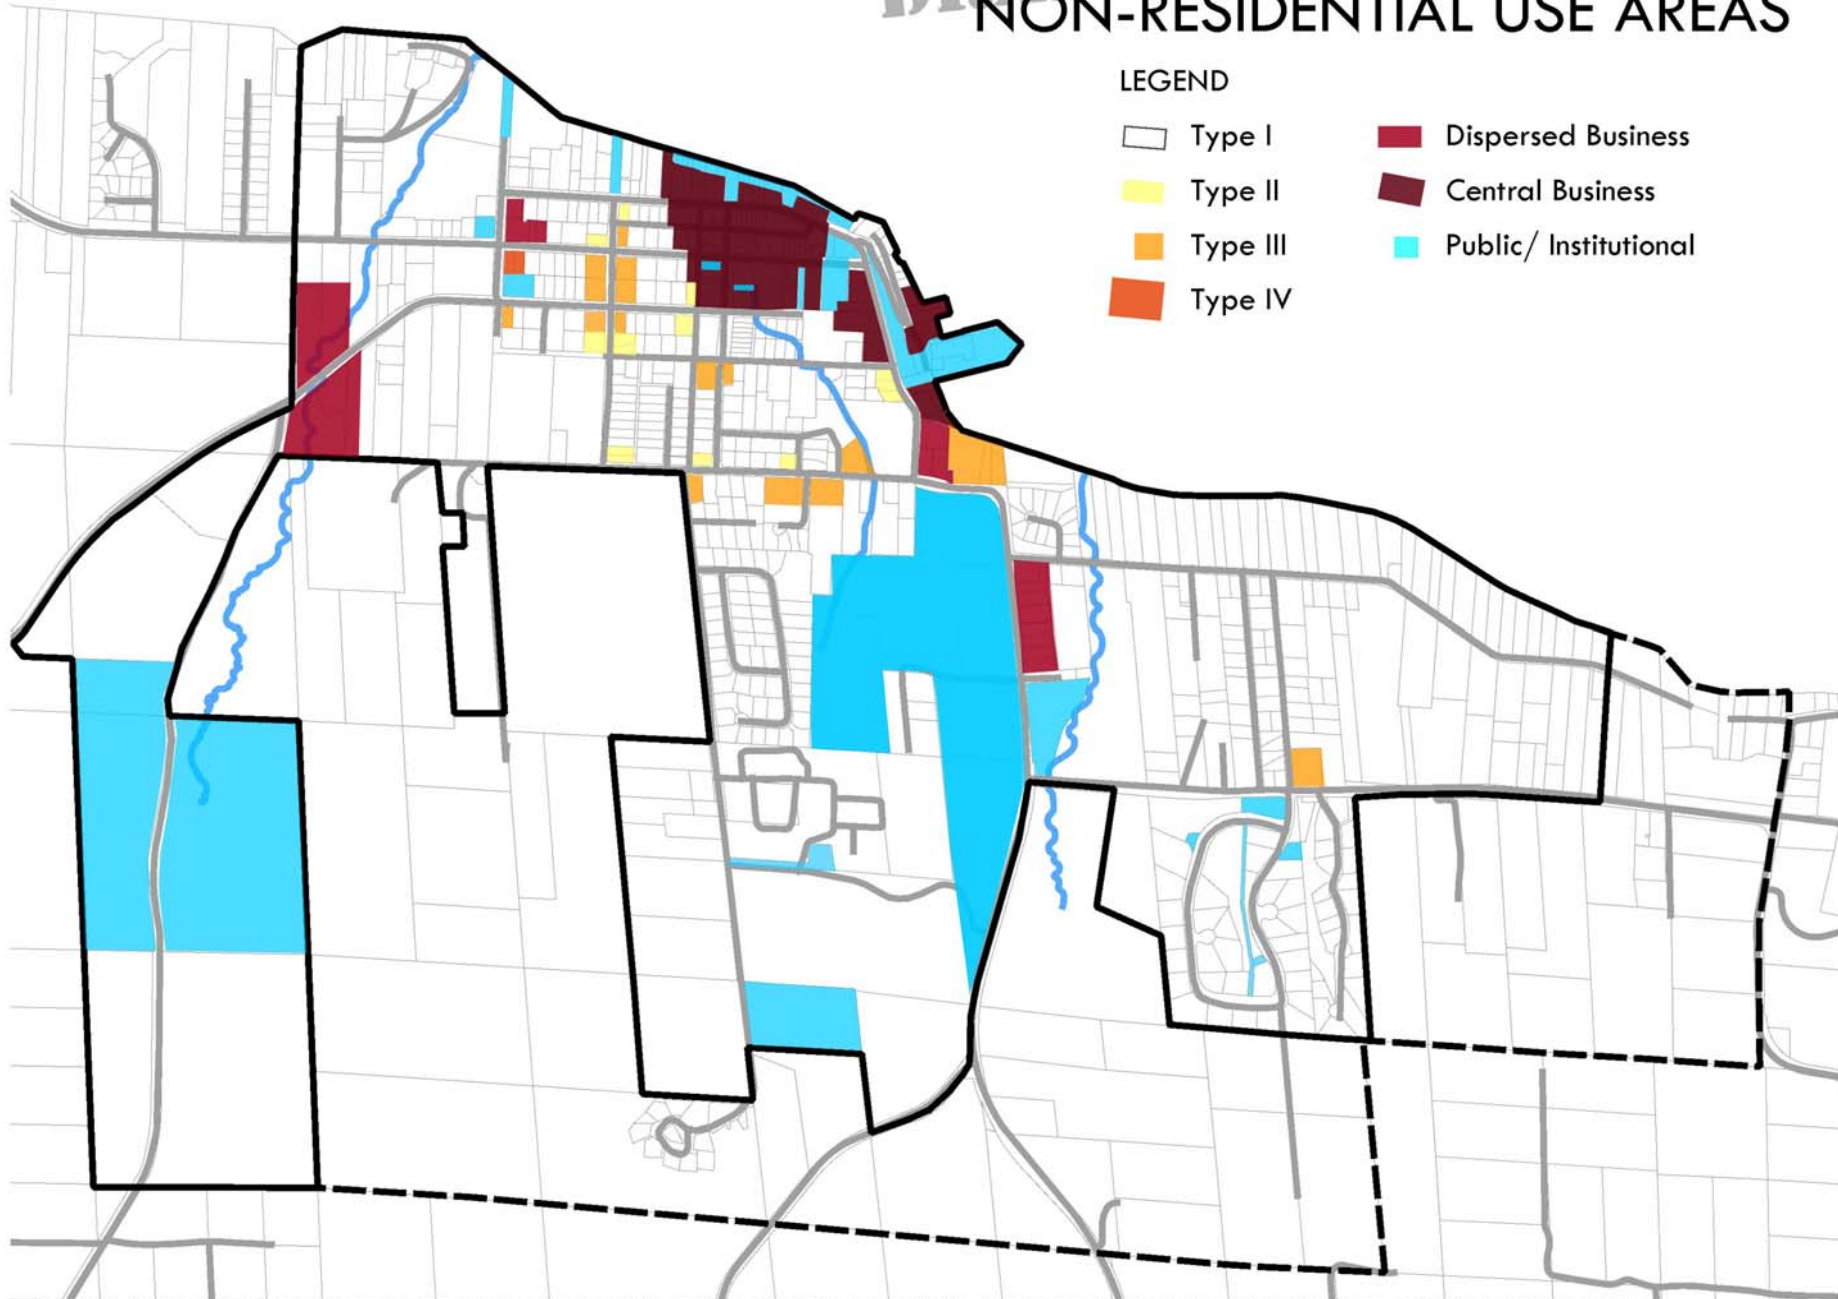 NON-RESIDENTIAL USE AREAS
LEGEND
Type I
Type II
Type III
Type IV
Dispersed Business
Central Business
Public/ Institutional